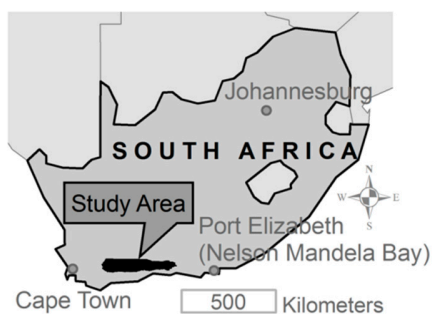 Johannesburg
SOUTH AFRICA
N
W E
S
Study Area
Port Elizabeth
(Nelson Mandela Bay)
Cape Town
500 Kilometers